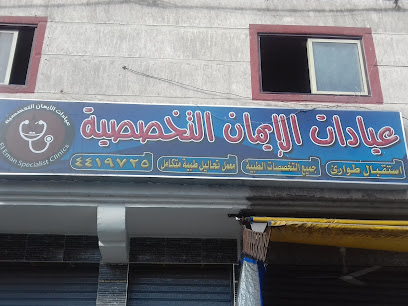 عيادات الإيمان التخصصية
استقبال طوارئ
جميع التخصصات الطبية
معمل تحاليل طبية متكامل
٤٤١٩٧٢٥
عيادات الإيمان التخصصية
El Eman Specialist Clinics